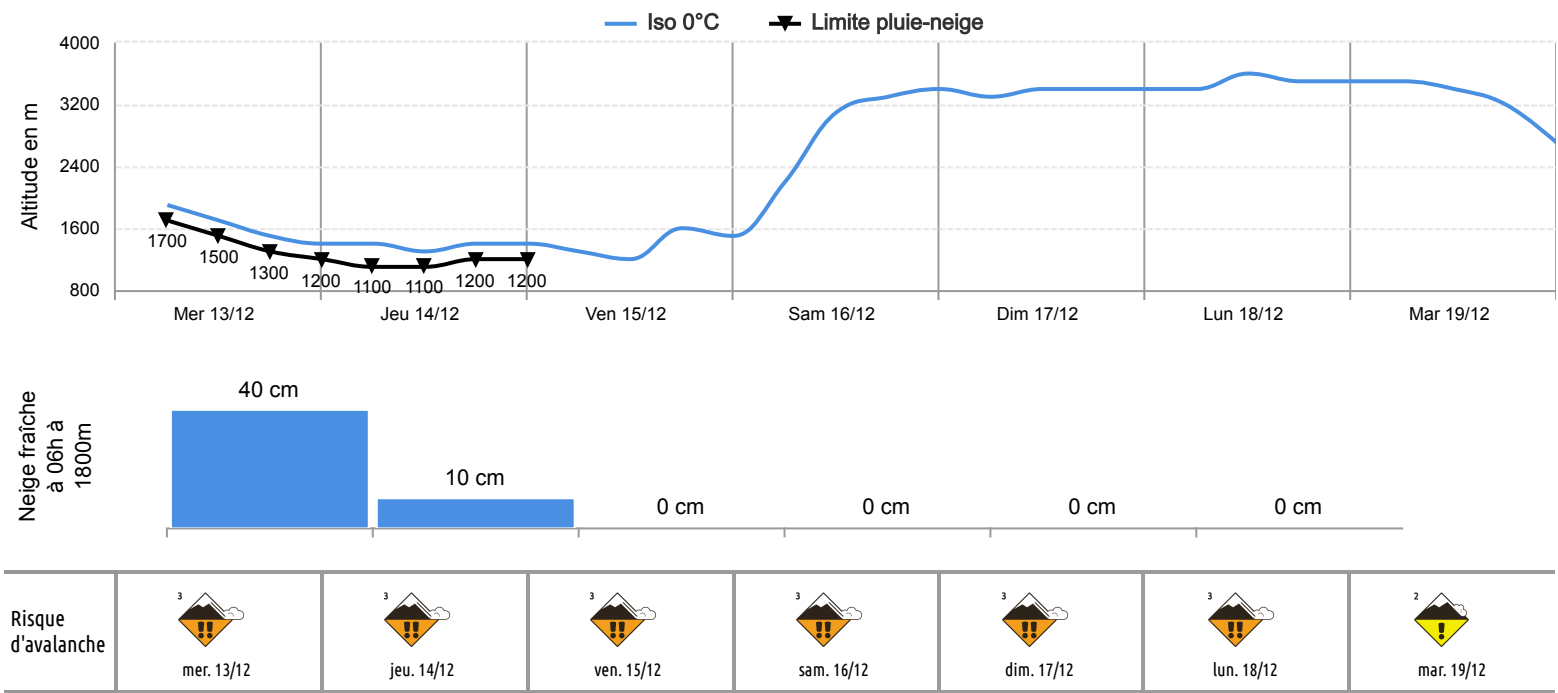 Iso 0°C Limite pluie-neige
Altitude en m
4000
3200
2400
1600
800
1700
1500
1300
1200
1100
1100
1200
1200
Mer 13/12 Jeu 14/12 Ven 15/12 Sam 16/12 Dim 17/12 Lun 18/12 Mar 19/12
Neige fraîche
à 06h à
1800m
40 cm
10 cm
0 cm 0 cm 0 cm 0 cm
Risque
d'avalanche
3 3 3 3 3 3 2
!! !! !! !! !! !! !
mer. 13/12 jeu. 14/12 ven. 15/12 sam. 16/12 dim. 17/12 lun. 18/12 mar. 19/12